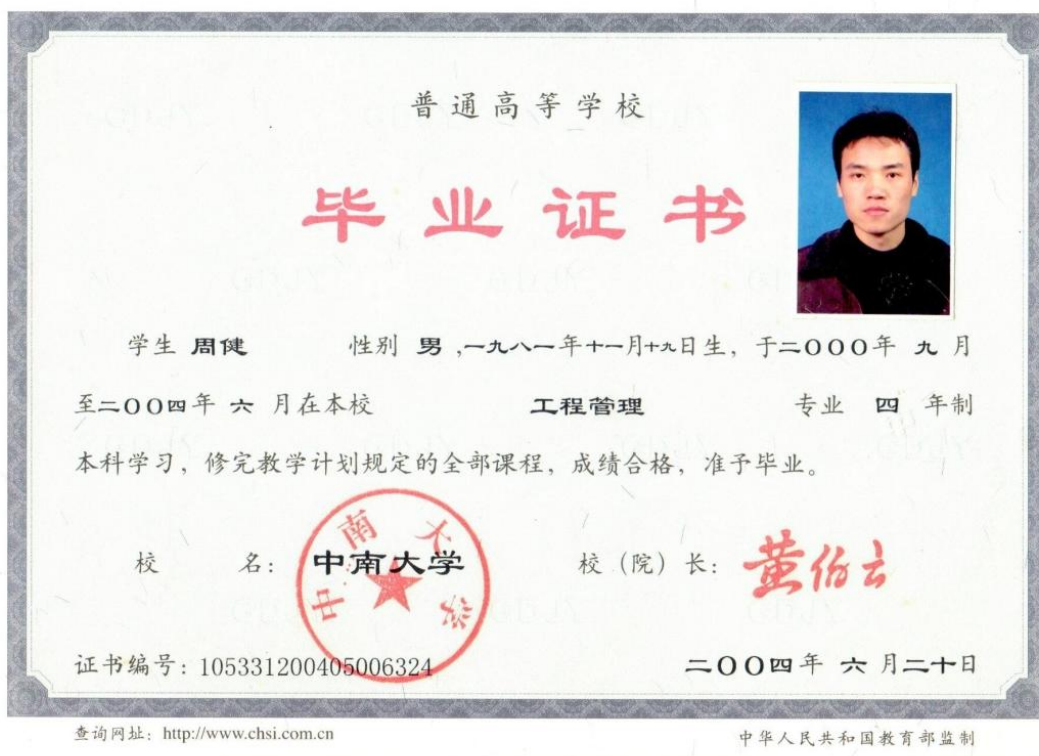 普通高等学校
毕业证书
学生 周健 性别 男 ,一九八一年十一月十九日生，于二OOO年 九 月
至二OO四年 六 月在本校 工程管理 专业 四 年制
本科学习，修完教学计划规定的全部课程，成绩合格，准予毕业。
校 名： 中南大学 校（院）长： 黄伯云
中南大学
证书编号：105331200405006324 二OO四年 六 月二十日
查询网址：http://www.chsi.com.cn 中华人民共和国教育部监制